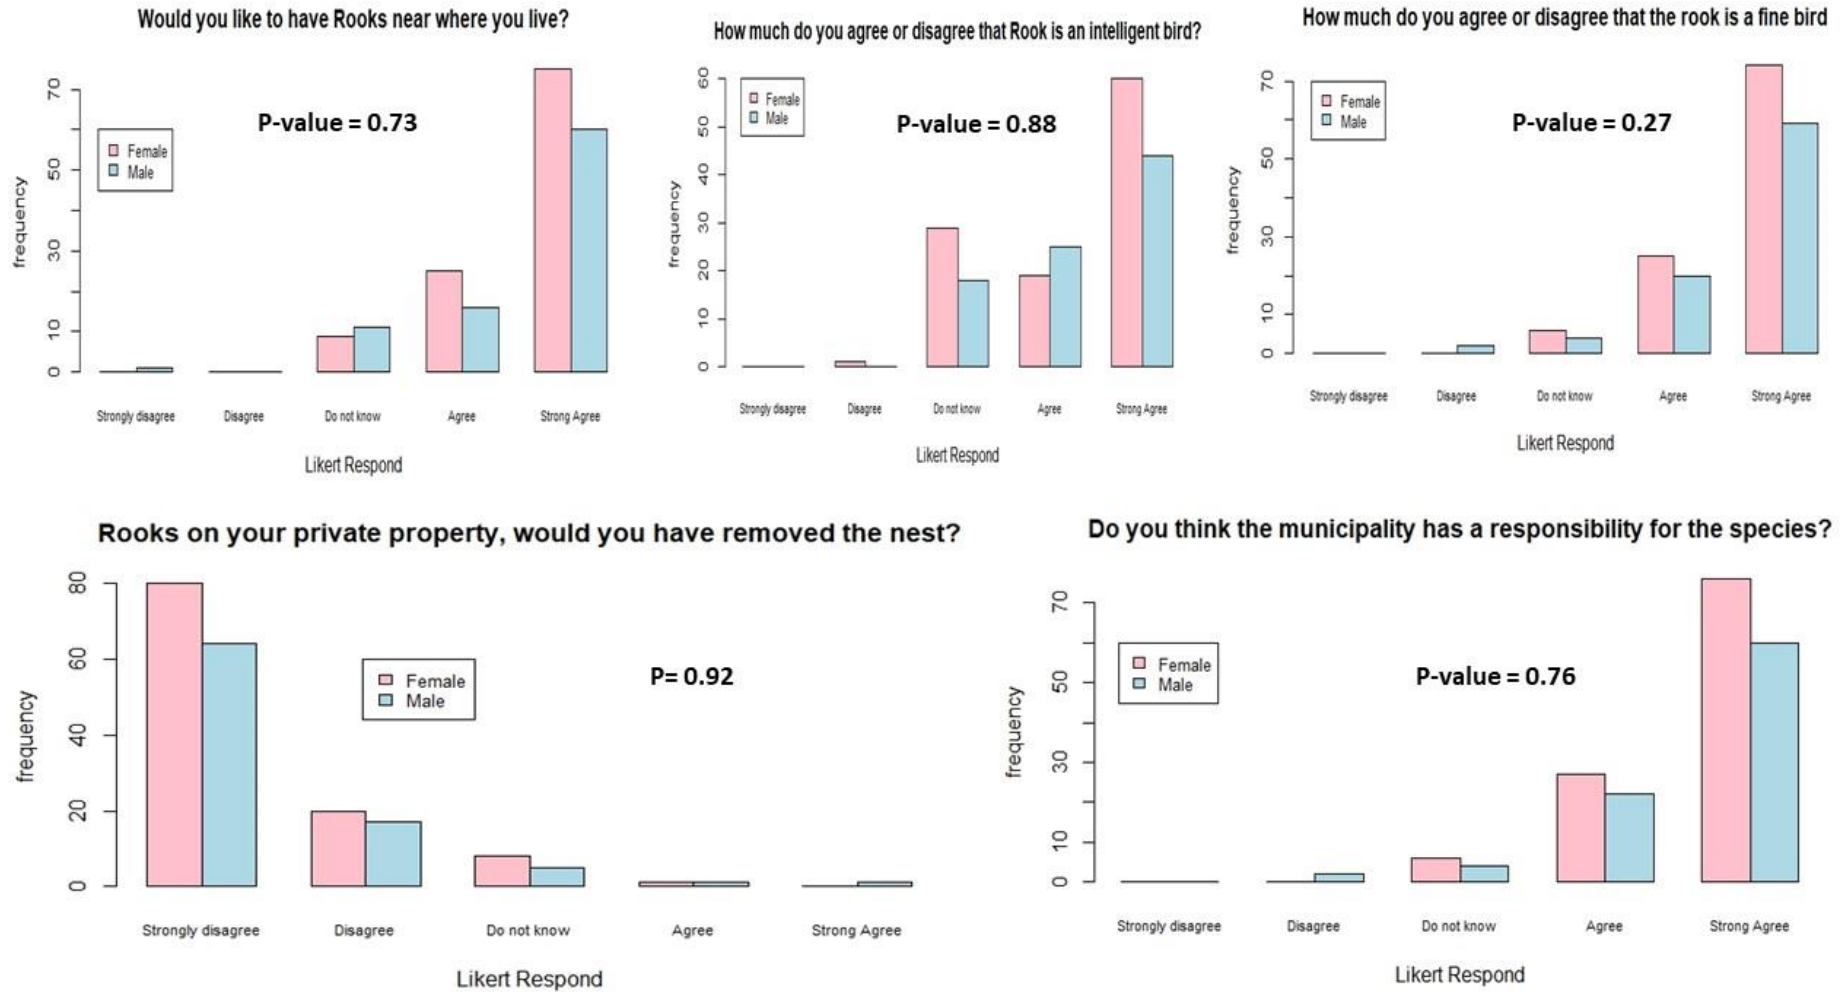 Would you like to have Rooks near where you live?
P-value = 0.73
Female
Male
frequency
70
50
30
10
0
Strongly disagree Disagree Do not know Agree Strong Agree
Likert Respond
How much do you agree or disagree that Rook is an intelligent bird?
P-value = 0.88
Female
Male
frequency
60
50
40
30
20
10
0
Strongly disagree Disagree Do not know Agree Strong Agree
Likert Respond
How much do you agree or disagree that the rook is a fine bird
P-value = 0.27
Female
Male
frequency
70
50
30
10
0
Strongly disagree Disagree Do not know Agree Strong Agree
Likert Respond
Rooks on your private property, would you have removed the nest?
P= 0.92
Female
Male
frequency
80
60
40
20
0
Strongly disagree Disagree Do not know Agree Strong Agree
Likert Respond
Do you think the municipality has a responsibility for the species?
P-value = 0.76
Female
Male
frequency
70
50
30
10
0
Strongly disagree Disagree Do not know Agree Strong Agree
Likert Respond